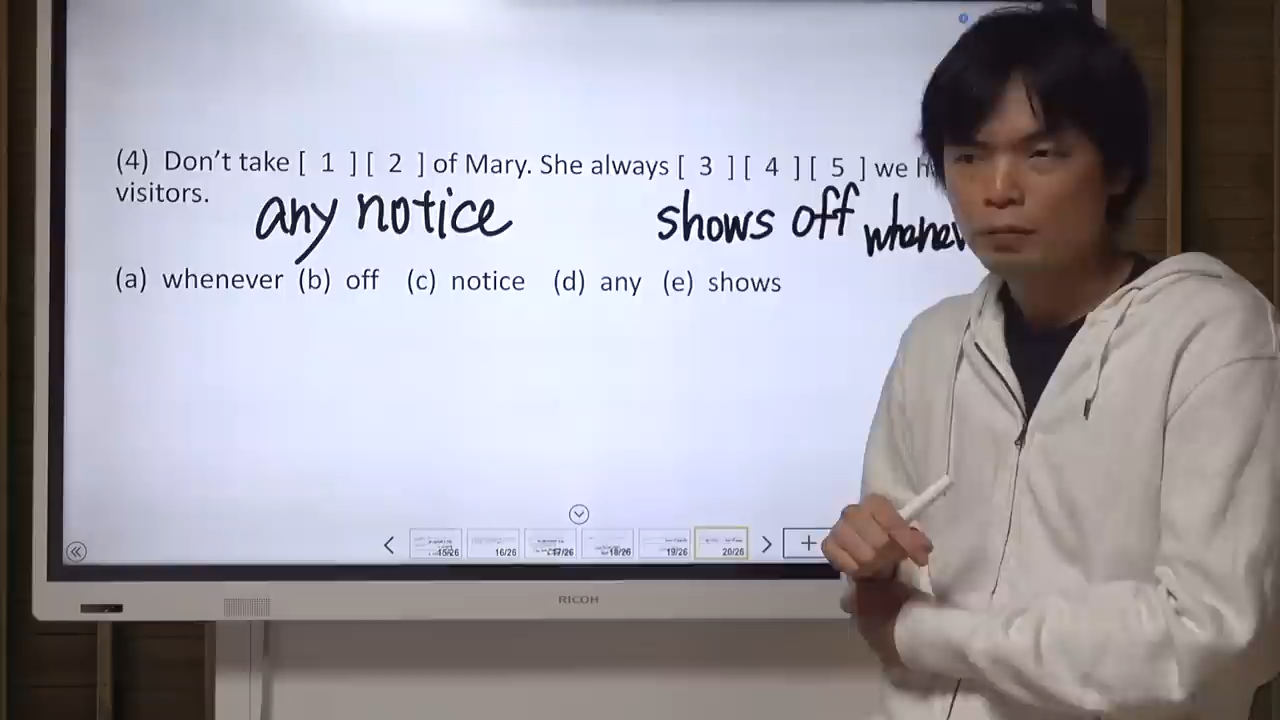 (4) Don't take [ 1 ] [ 2 ] of Mary. She always [ 3 ] [ 4 ] [ 5 ] we
visitors.
any notice shows off
(a) whenever (b) off (c) notice (d) any (e) shows
15/26 16/26 17/26 18/26 19/26 20/26
RICOH